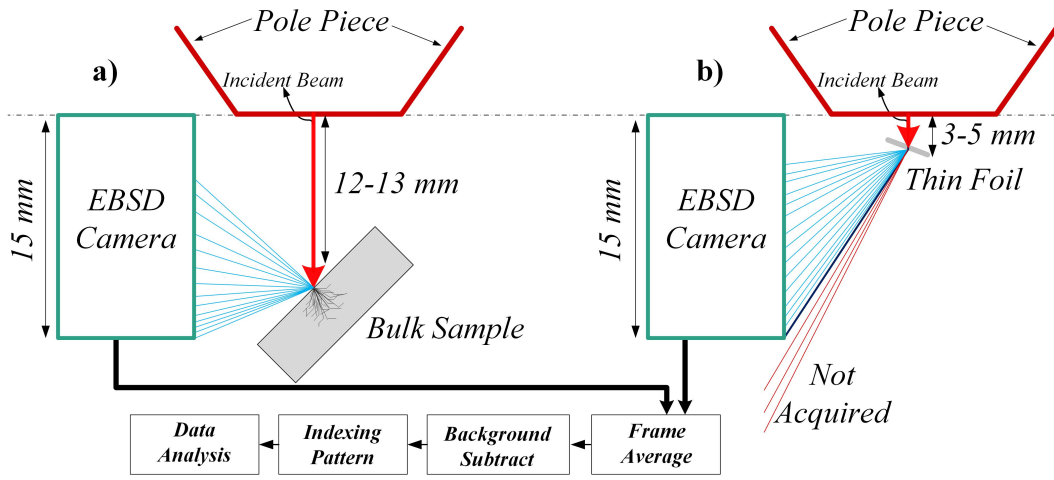 a)
Pole Piece
Incident Beam
15 mm
EBSD
Camera
12-13 mm
Bulk Sample
b)
Pole Piece
Incident Beam
3-5 mm
Thin Foil
15 mm
EBSD
Camera
Not
Acquired
Data
Analysis
Indexing
Pattern
Background
Subtract
Frame
Average